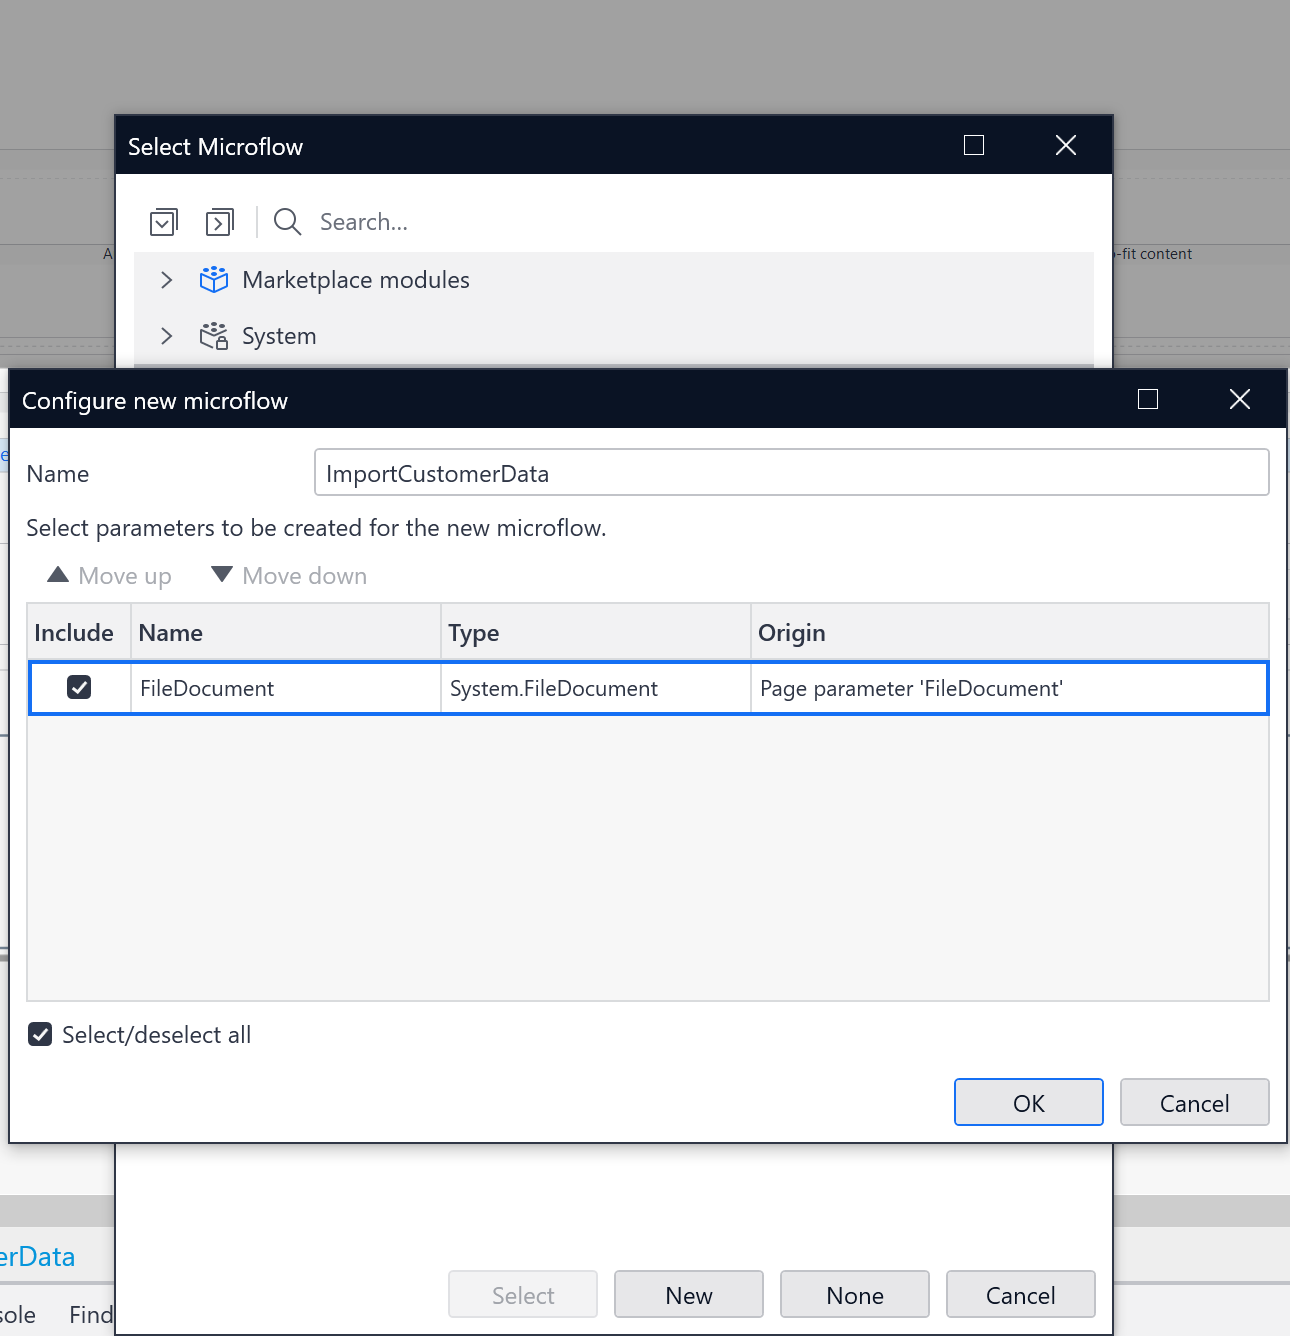 Select Microflow
Search...
Marketplace modules
-fit content
System
Configure new microflow
Name
ImportCustomerData
Select parameters to be created for the new microflow.
Move up
Move down
Include
Name
Type
Origin
FileDocument
System.FileDocument
Page parameter 'FileDocument'
Select/deselect all
OK
Cancel
erData
Select
New
None
Cancel
sole
Find